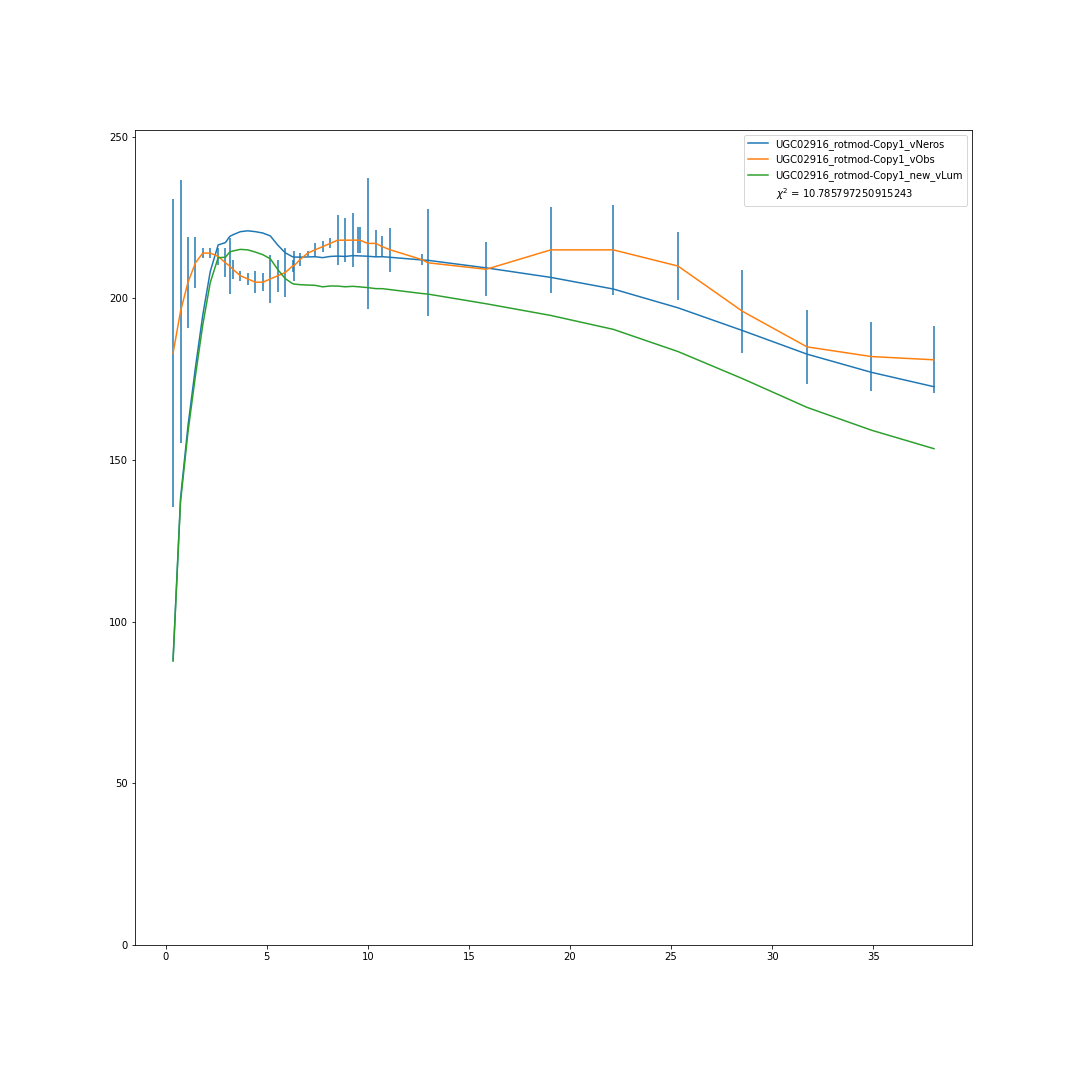 UGC02916_rotmod-Copy1_vNeros
UGC02916_rotmod-Copy1_vObs
UGC02916_rotmod-Copy1_new_vLum
χ² = 10.785797250915243
250
200
150
100
50
0
0 5 10 15 20 25 30 35